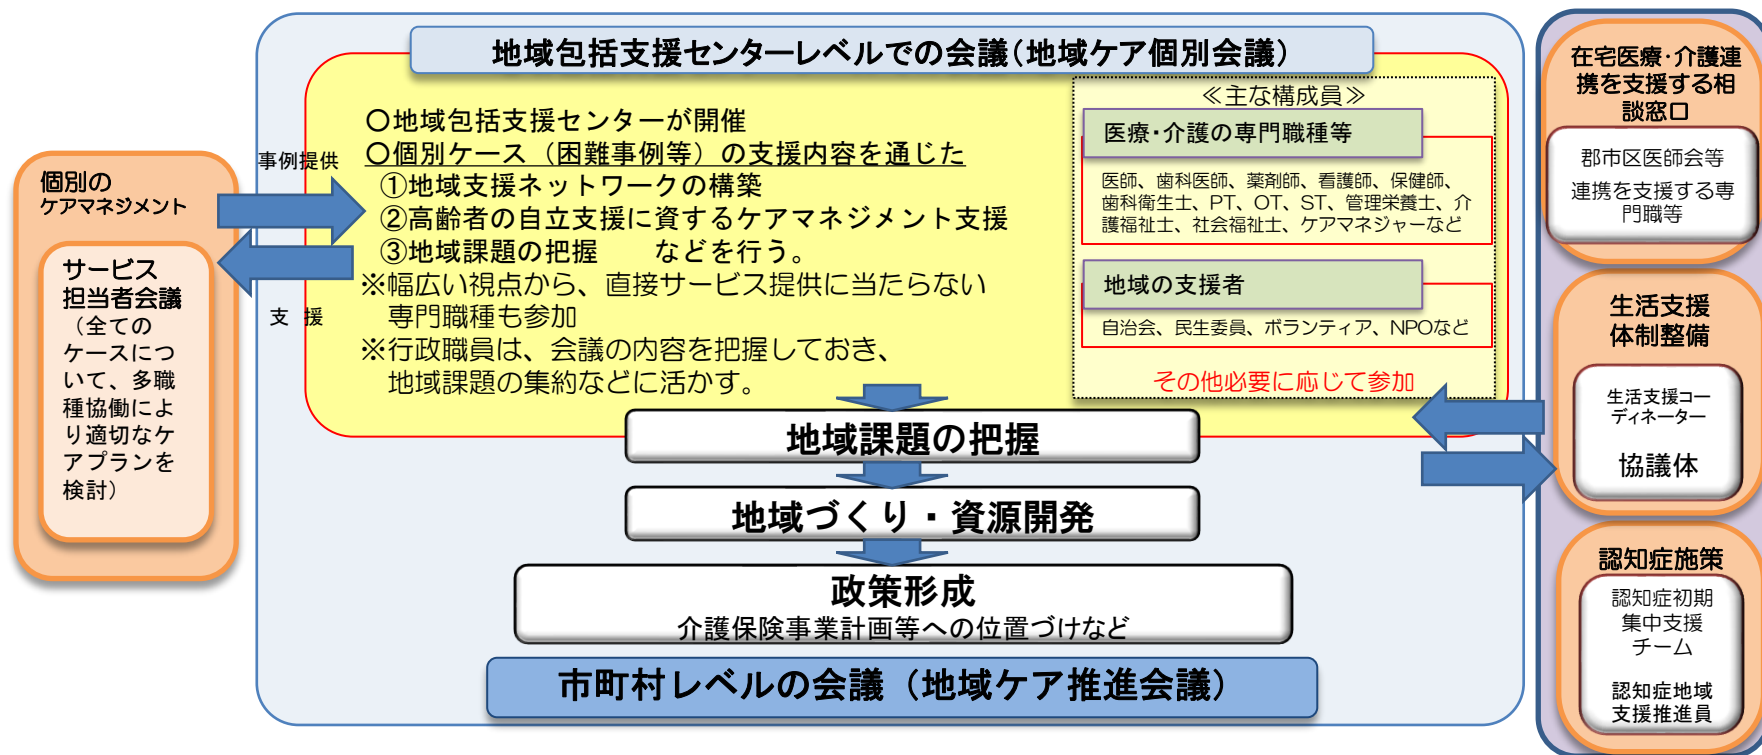 地域包括支援センターレベルでの会議(地域ケア個別会議)
〇地域包括支援センターが開催
〇個別ケース（困難事例等）の支援内容を通じた
①地域支援ネットワークの構築
②高齢者の自立支援に資するケアマネジメント支援
③地域課題の把握　　などを行う。
※幅広い視点から、直接サービス提供に当たらない
専門職種も参加
※行政職員は、会議の内容を把握しておき、
地域課題の集約などに活かす。
≪主な構成員≫
医療・介護の専門職種等
医師、歯科医師、薬剤師、看護師、保健師、
歯科衛生士、PT、OT、ST、管理栄養士、介
護福祉士、社会福祉士、ケアマネジャーなど
地域の支援者
自治会、民生委員、ボランティア、NPOなど
その他必要に応じて参加
事例提供
支 援
個別の
ケアマネジメント
サービス
担当者会議
（全ての
ケースにつ
いて、多職
種協働によ
り適切なケ
アプランを
検討）
地域課題の把握
地域づくり・資源開発
政策形成
介護保険事業計画等への位置づけなど
市町村レベルの会議（地域ケア推進会議）
在宅医療・介護連
携を支援する相
談窓口
郡市区医師会等
連携を支援する専
門職等
生活支援
体制整備
生活支援コー
ディネーター
協議体
認知症施策
認知症初期
集中支援
チーム
認知症地域
支援推進員